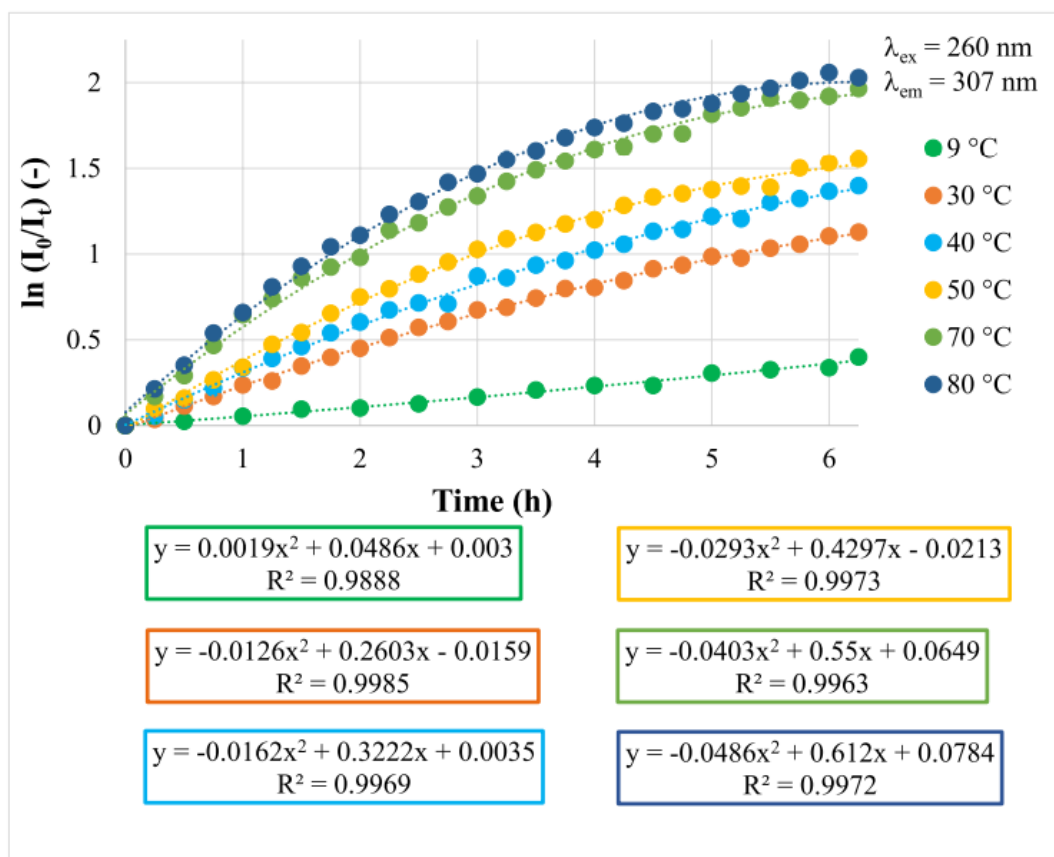 λex = 260 nm
λem = 307 nm
2
1.5
1
0.5
0
ln (I0/It) (-)
9 °C
30 °C
40 °C
50 °C
70 °C
80 °C
0 1 2 3 4 5 6
Time (h)
y = 0.0019x² + 0.0486x + 0.003
R² = 0.9888
y = -0.0293x² + 0.4297x - 0.0213
R² = 0.9973
y = -0.0126x² + 0.2603x - 0.0159
R² = 0.9985
y = -0.0403x² + 0.55x + 0.0649
R² = 0.9963
y = -0.0162x² + 0.3222x + 0.0035
R² = 0.9969
y = -0.0486x² + 0.612x + 0.0784
R² = 0.9972